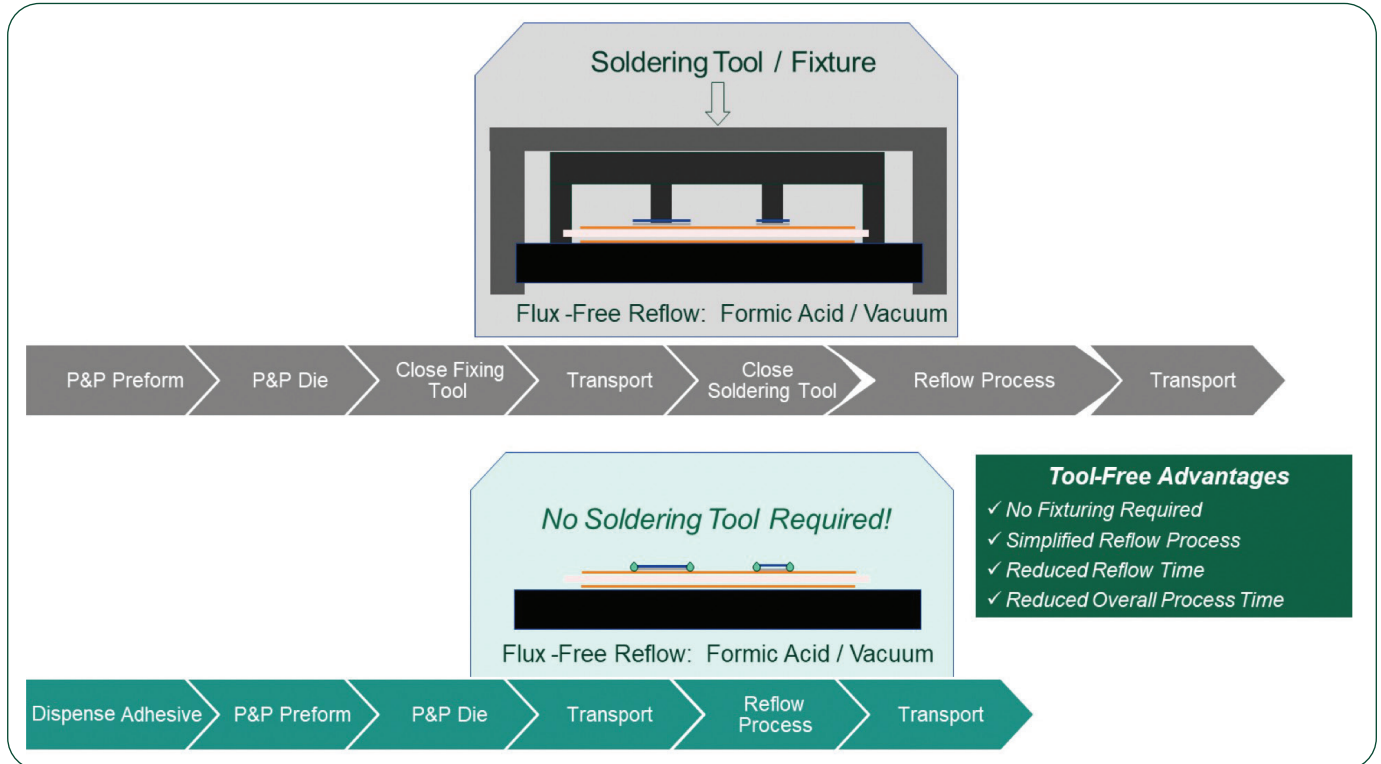 Soldering Tool / Fixture
Flux -Free Reflow: Formic Acid / Vacuum
P&P Preform
P&P Die
Close Fixing
Tool
Transport
Close
Soldering Tool
Reflow Process
Transport
No Soldering Tool Required!
Flux -Free Reflow: Formic Acid / Vacuum
Tool-Free Advantages
✓ No Fixturing Required
✓ Simplified Reflow Process
✓ Reduced Reflow Time
✓ Reduced Overall Process Time
Dispense Adhesive
P&P Preform
P&P Die
Transport
Reflow
Process
Transport